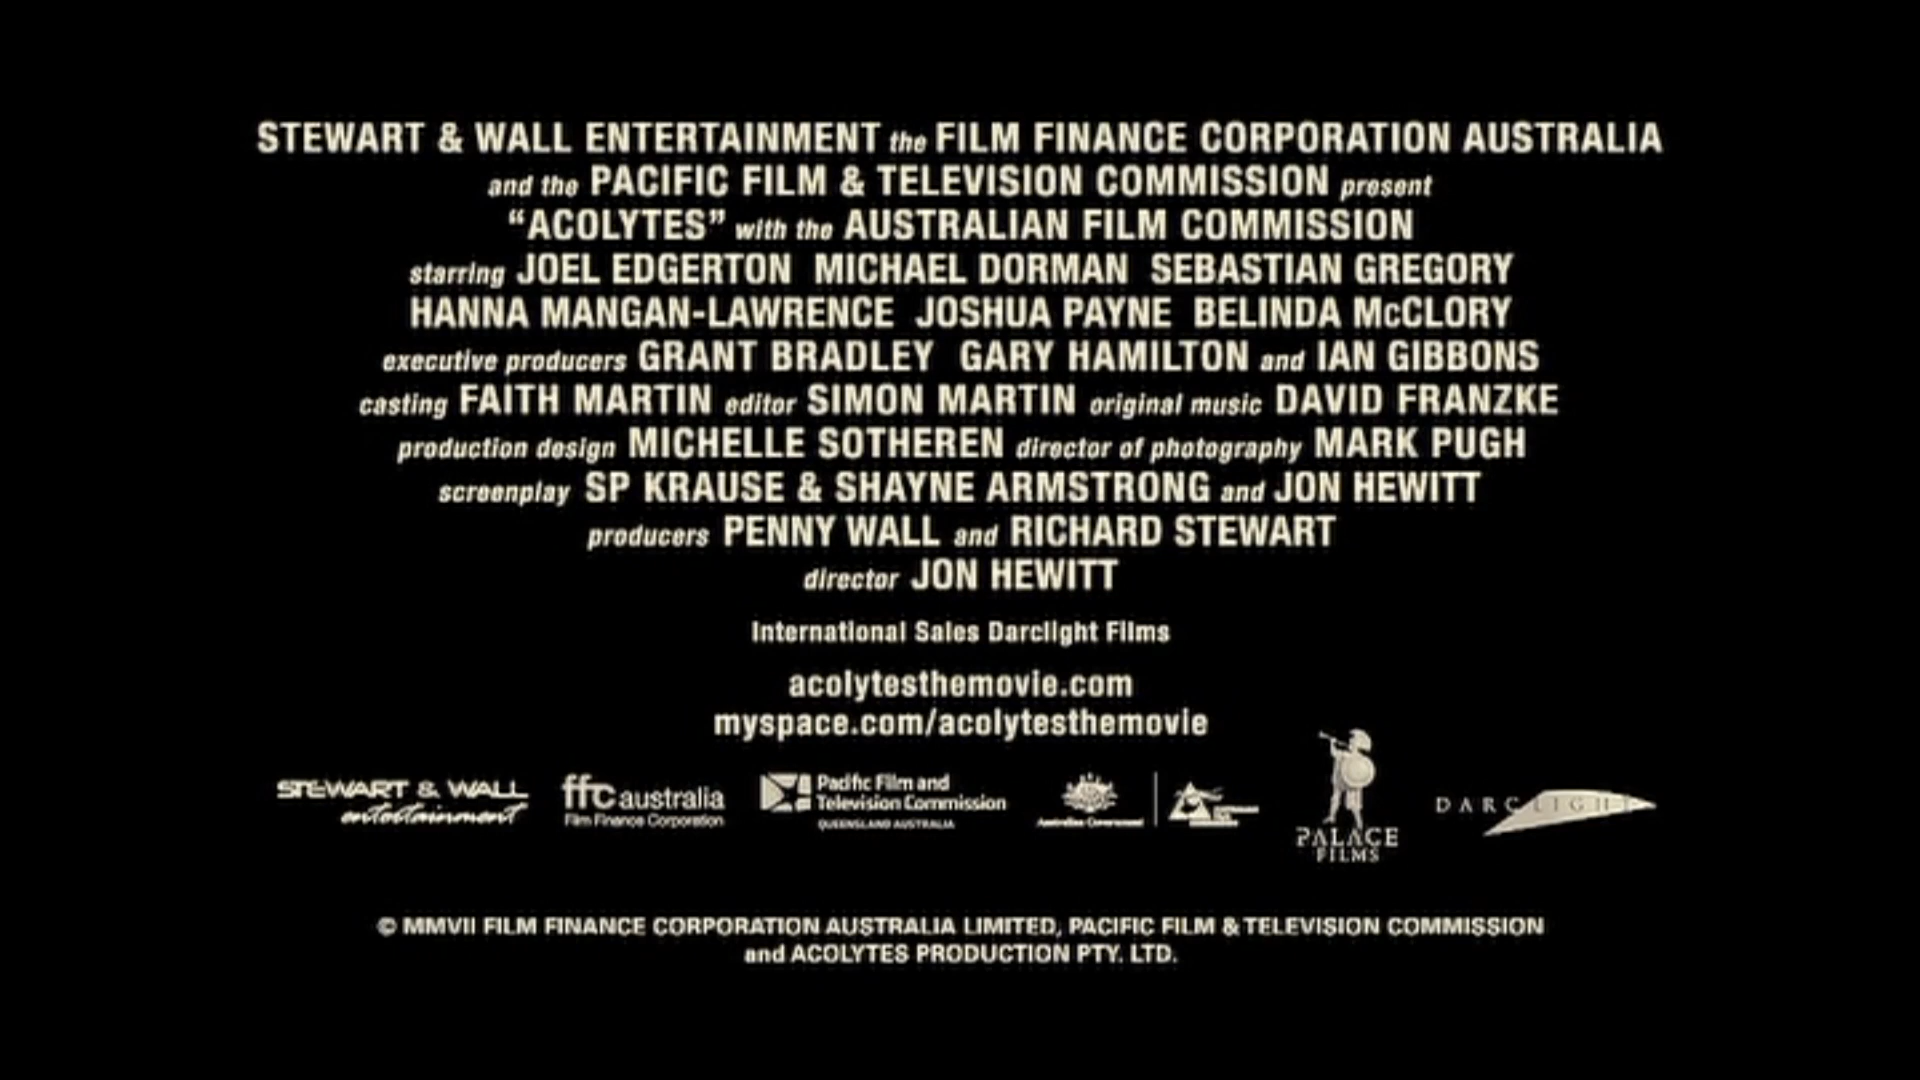 STEWART & WALL ENTERTAINMENT the FILM FINANCE CORPORATION AUSTRALIA
and the PACIFIC FILM & TELEVISION COMMISSION present
“ACOLYTES” with the AUSTRALIAN FILM COMMISSION
starring JOEL EDGERTON MICHAEL DORMAN SEBASTIAN GREGORY
HANNA MANGAN-LAWRENCE JOSHUA PAYNE BELINDA McCLORY
executive producers GRANT BRADLEY GARY HAMILTON and IAN GIBBONS
casting FAITH MARTIN editor SIMON MARTIN original music DAVID FRANZKE
production design MICHELLE SOTHEREN director of photography MARK PUGH
screenplay SP KRAUSE & SHAYNE ARMSTRONG and JON HEWITT
producers PENNY WALL and RICHARD STEWART
director JON HEWITT
International Sales Darclight Films
acolytesthemovie.com
myspace.com/acolytesthemovie
STEWART & WALL
entertainment
ffc australia
Film Finance Corporation
Pacific Film and
Television Commission
QUEENSLAND AUSTRALIA
Australian Government
PALACE
FILMS
DARCLIGHT
© MMVII FILM FINANCE CORPORATION AUSTRALIA LIMITED, PACIFIC FILM & TELEVISION COMMISSION
and ACOLYTES PRODUCTION PTY. LTD.